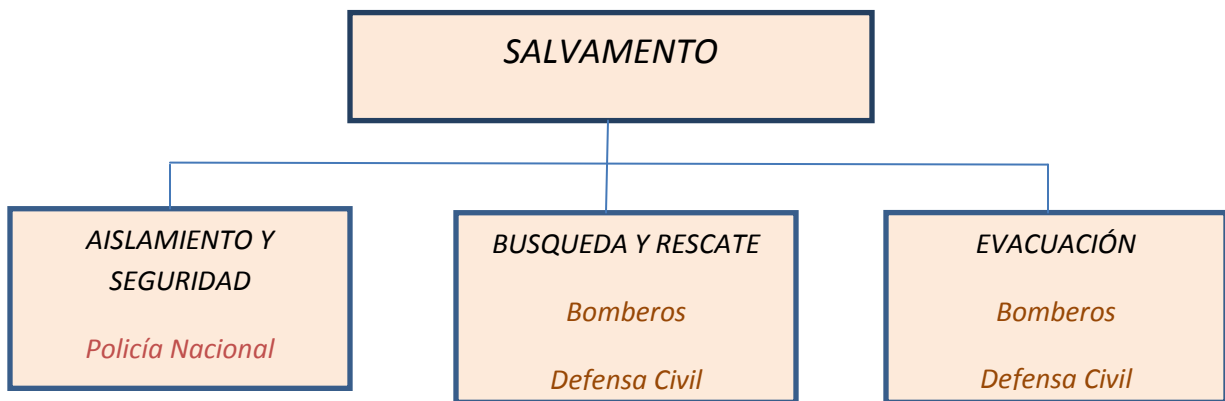 SALVAMENTO
AISLAMIENTO Y
SEGURIDAD
Policía Nacional
BUSQUEDA Y RESCATE
Bomberos
Defensa Civil
EVACUACIÓN
Bomberos
Defensa Civil